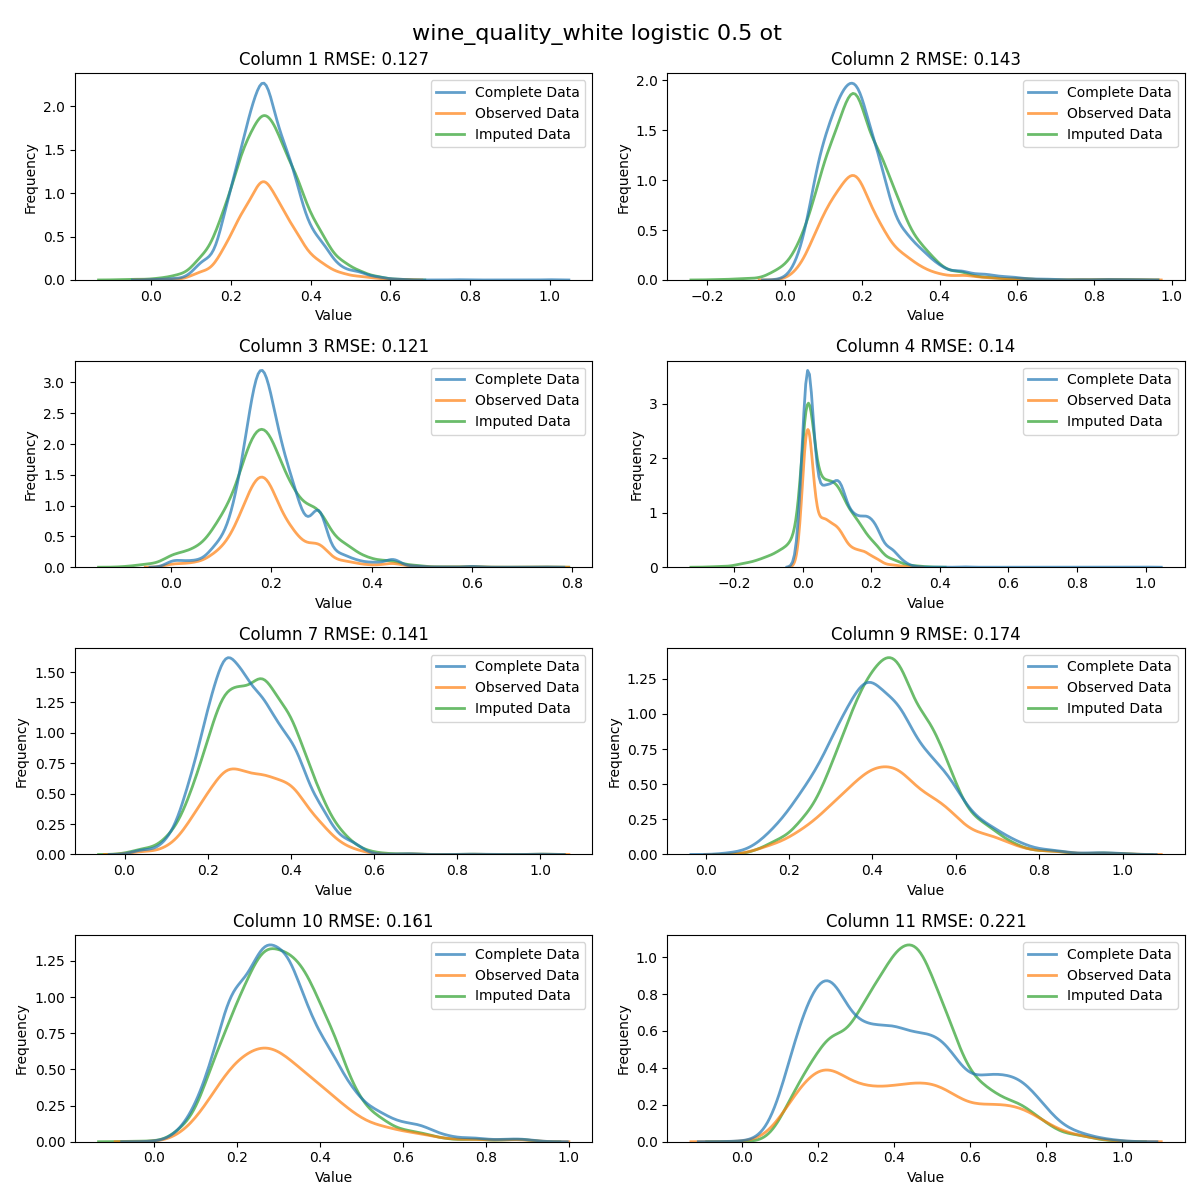 wine_quality_white logistic 0.5 ot
Column 1 RMSE: 0.127
Frequency
2.0
1.5
1.0
0.5
0.0
0.0
0.2
0.4
0.6
0.8
1.0
Value
Complete Data
Observed Data
Imputed Data
Column 2 RMSE: 0.143
Frequency
2.0
1.5
1.0
0.5
0.0
−0.2
0.0
0.2
0.4
0.6
0.8
1.0
Value
Complete Data
Observed Data
Imputed Data
Column 3 RMSE: 0.121
Frequency
3.0
2.5
2.0
1.5
1.0
0.5
0.0
0.0
0.2
0.4
0.6
0.8
Value
Complete Data
Observed Data
Imputed Data
Column 4 RMSE: 0.14
Frequency
3
2
1
0
−0.2
0.0
0.2
0.4
0.6
0.8
1.0
Value
Complete Data
Observed Data
Imputed Data
Column 7 RMSE: 0.141
Frequency
1.50
1.25
1.00
0.75
0.50
0.25
0.00
0.0
0.2
0.4
0.6
0.8
1.0
Value
Complete Data
Observed Data
Imputed Data
Column 9 RMSE: 0.174
Frequency
1.25
1.00
0.75
0.50
0.25
0.00
0.0
0.2
0.4
0.6
0.8
1.0
Value
Complete Data
Observed Data
Imputed Data
Column 10 RMSE: 0.161
Frequency
1.25
1.00
0.75
0.50
0.25
0.00
0.0
0.2
0.4
0.6
0.8
1.0
Value
Complete Data
Observed Data
Imputed Data
Column 11 RMSE: 0.221
Frequency
1.0
0.8
0.6
0.4
0.2
0.0
0.0
0.2
0.4
0.6
0.8
1.0
Value
Complete Data
Observed Data
Imputed Data